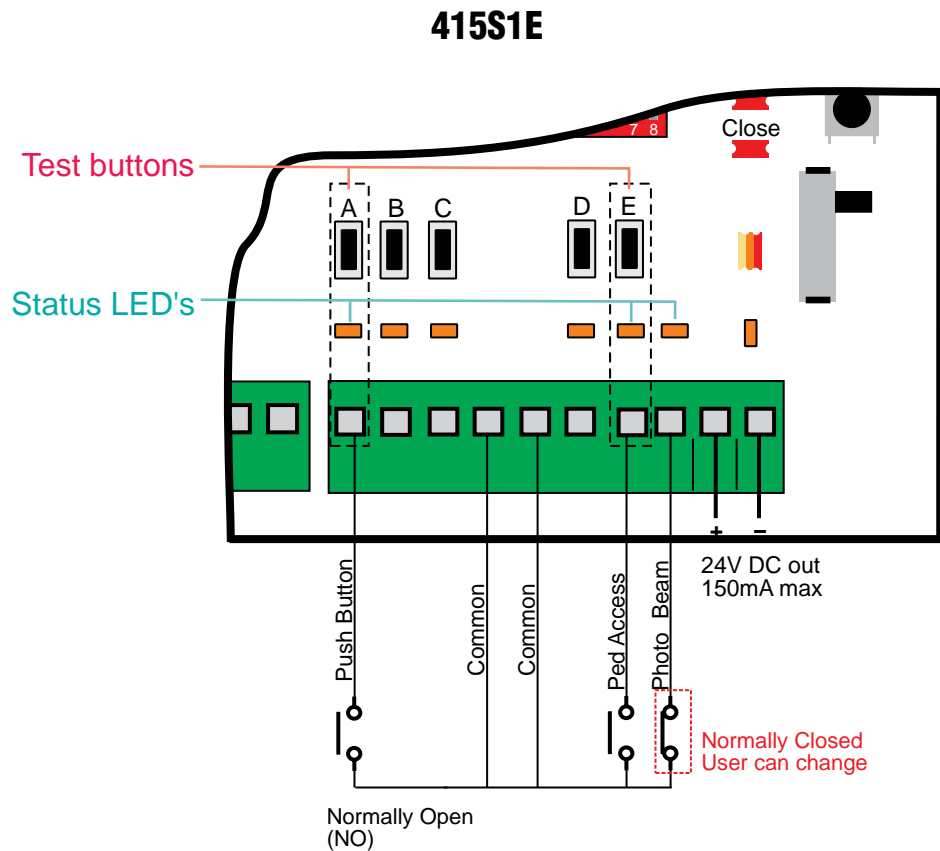 415S1E
7 8
Close
Test buttons
A B C D E
Status LED's
+ –
24V DC out
150mA max
Push Button
Common
Common
Ped Access
Photo Beam
Normally Closed
User can change
Normally Open
(NO)